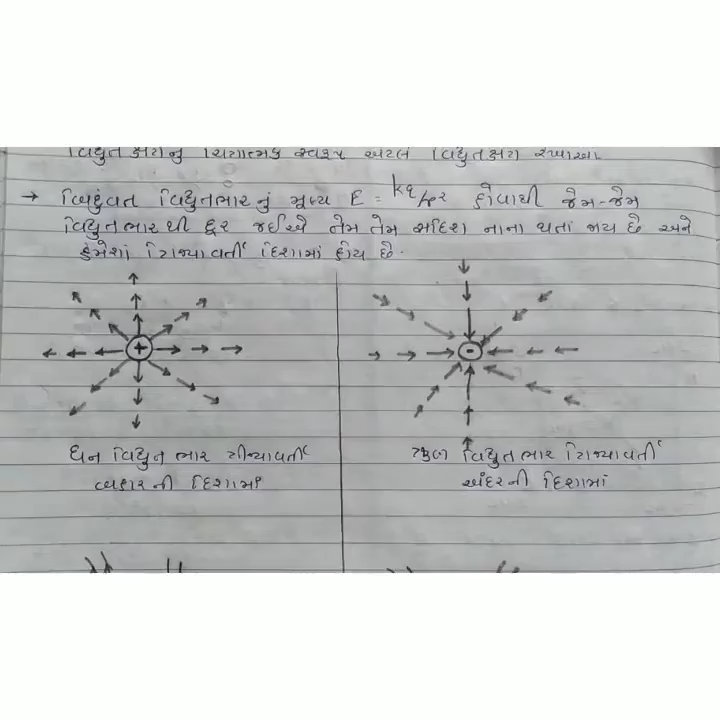 વિદ્યુતક્ષેત્રનું ચિત્રાત્મક સ્વરૂપ એટલે વિદ્યુતક્ષેત્ર રેખાઓ.
→ બિંદુવત વિદ્યુતભારનું મૂલ્ય E = kq/r2 હોવાથી જેમ-જેમ
વિદ્યુતભારથી દૂર જઈએ તેમ તેમ સદિશ નાના થતાં જાય છે અને
હંમેશાં ત્રિજ્યાવર્તી દિશામાં હોય છે.
+
-
ધન વિદ્યુત ભાર ત્રીજ્યાવર્તી
બહારની દિશામાં
ઋણ વિદ્યુતભાર ત્રિજ્યાવર્તી
અંદરની દિશામાં